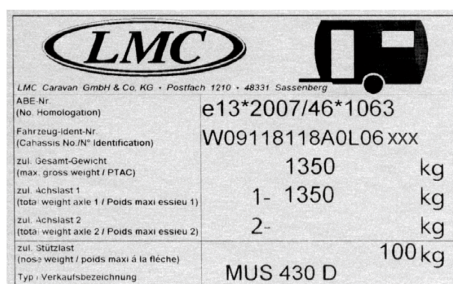 LMC
LMC Caravan GmbH & Co. KG • Postfach 1210 • 48331 Sassenberg
ABE-Nr.
(No. Homologation) e13*2007/46*1063
Fahrzeug-Ident-Nr.
(Cahassis No./N° Identification) W09118118A0L06 xxx
zul. Gesamt-Gewicht
(max. gross weight / PTAC) 1350 kg
zul. Achslast 1
(total weight axle 1 / Poids maxi essieu 1) 1- 1350 kg
zul. Achslast 2
(total weight axle 2 / Poids maxi essieu 2) 2- kg
zul. Stützlast
(nose weight / poids maxi à la flèche) 100 kg
Typ / Verkaufsbezeichnung MUS 430 D